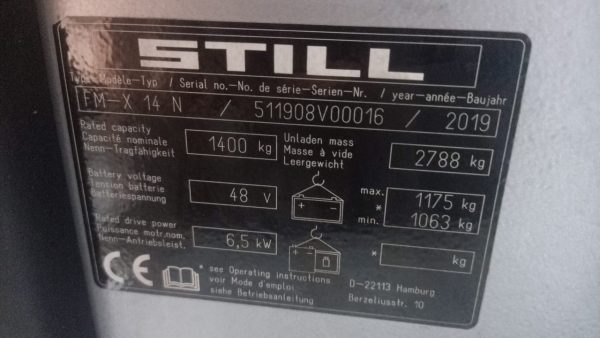 STILL
Type-Modèle-Typ / Serial no.-No. de série-Serien-Nr. / year-année-Baujahr
FM-X 14 N / 511908V00016 / 2019
Rated capacity
Capacité nominale
Nenn-Tragfähigkeit
1400 kg
Unladen mass
Masse à vide
Leergewicht
2788 kg
Battery voltage
Tension batterie
Batteriespannung
48 V
+ -
max. 1175 kg
*
min. 1063 kg
Rated drive power
Puissance motr.nom.
Nenn-Antriebsleist.
6,5 kW
+ -
* kg
CE
* see Operating instructions
voir Mode d'emploi
siehe Betriebsanleitung
D-22113 Hamburg
Berzeliusstr. 10